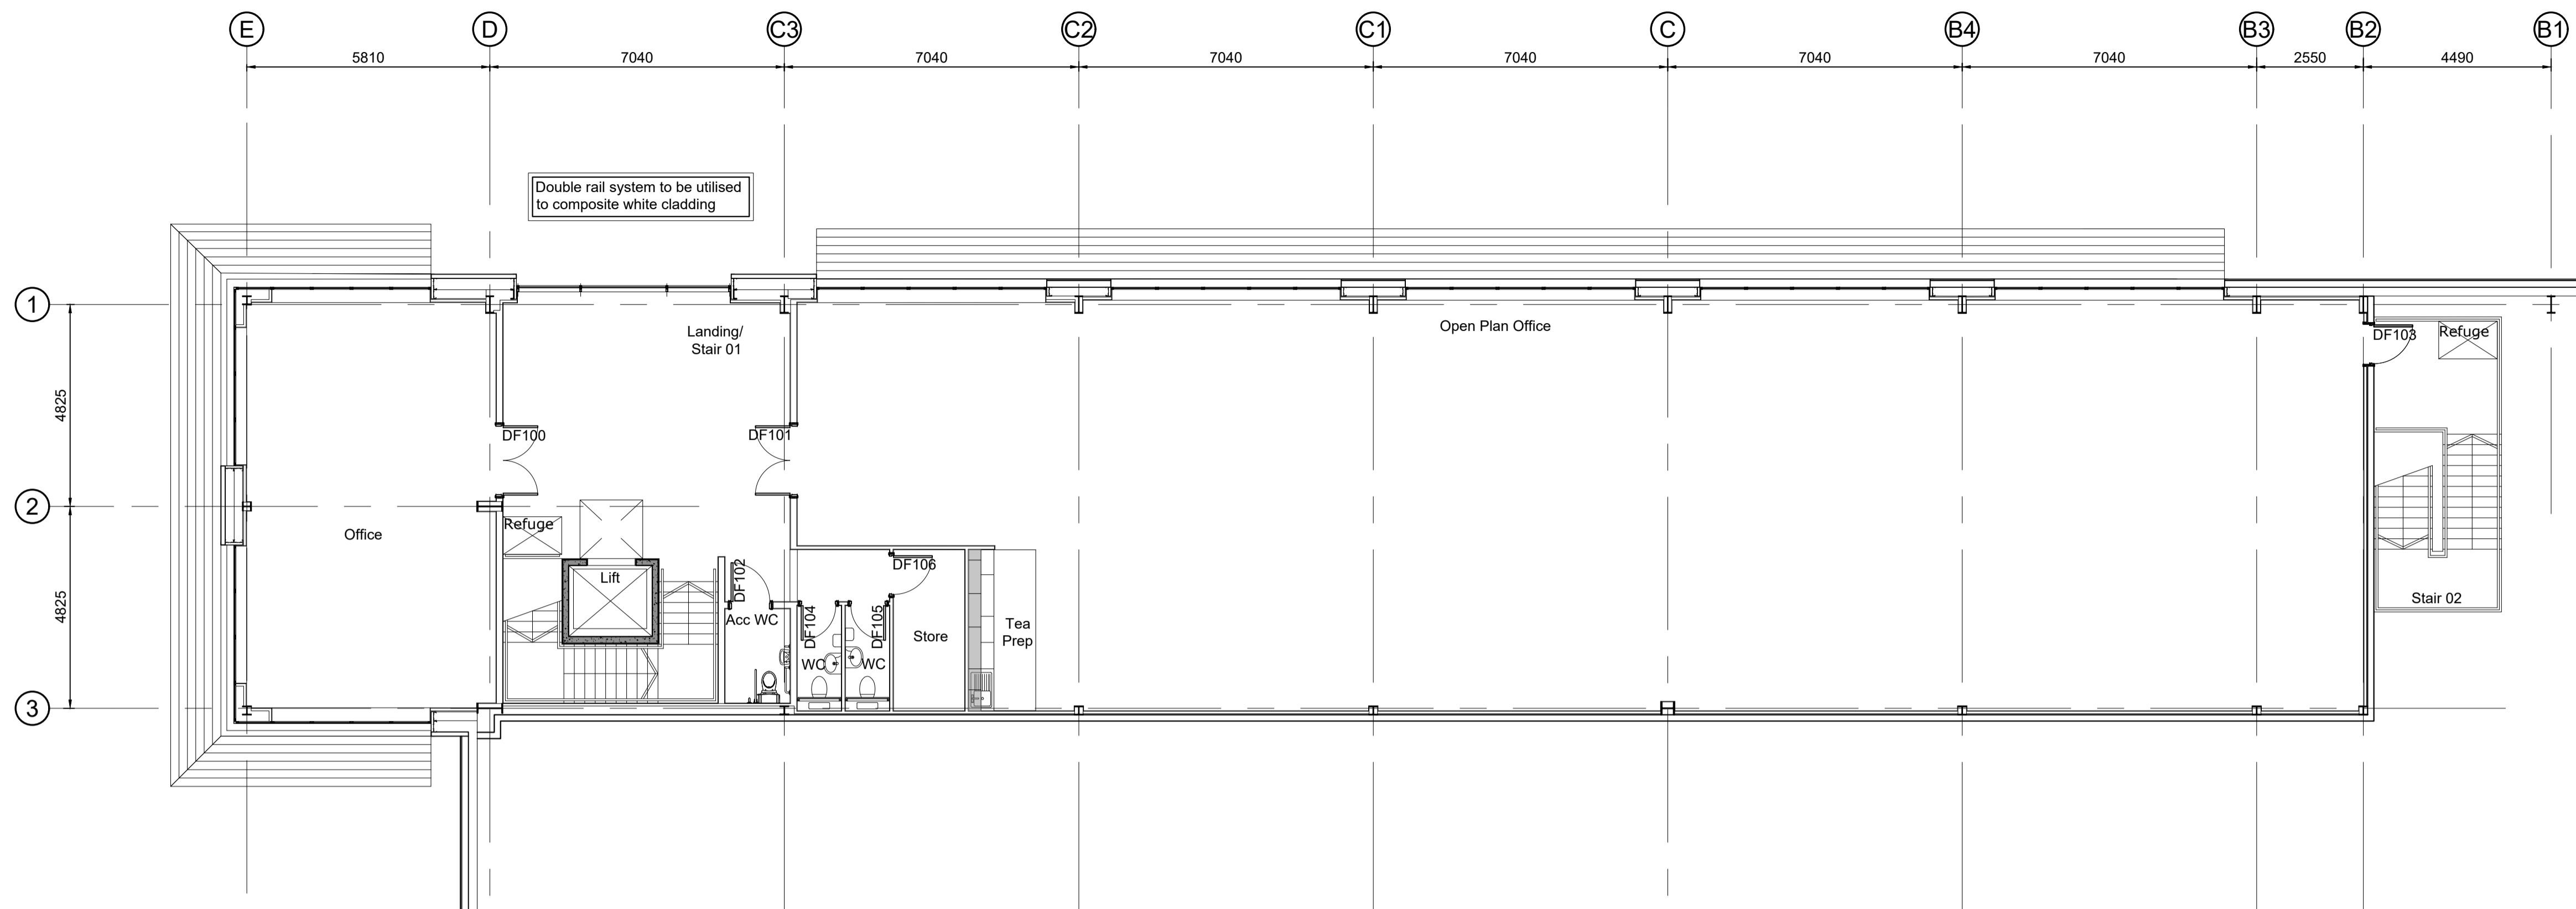 E D C3 C2 C1 C B4 B3 B2 B1
5810 7040 7040 7040 7040 7040 7040 2550 4490
Double rail system to be utilised
to composite white cladding
1
Landing/
Stair 01
Open Plan Office
DF103
Refuge
4825
DF100
DF101
2
Refuge
Office
Lift
DF102
DF106
4825
Acc WC
DF104
DF105
WC
WC
Store
Tea
Prep
Stair 02
3